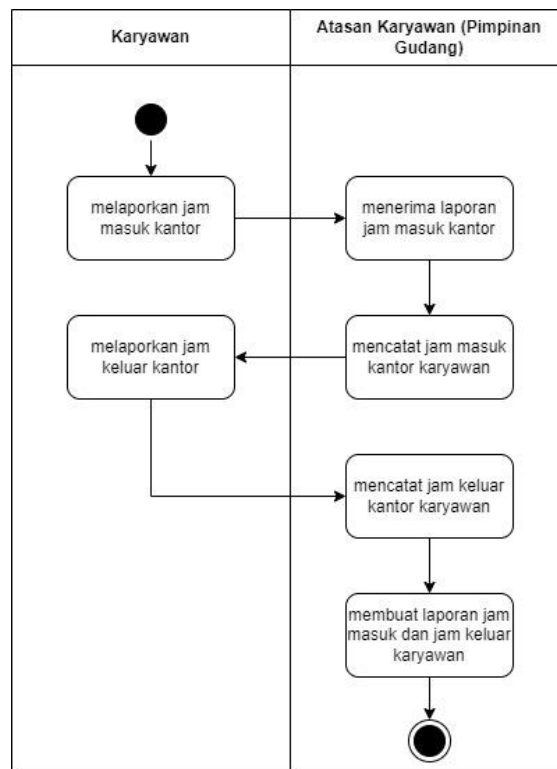 Karyawan
Atasan Karyawan (Pimpinan
Gudang)
melaporkan jam
masuk kantor
menerima laporan
jam masuk kantor
mencatat jam masuk
kantor karyawan
melaporkan jam
keluar kantor
mencatat jam keluar
kantor karyawan
membuat laporan jam
masuk dan jam keluar
karyawan